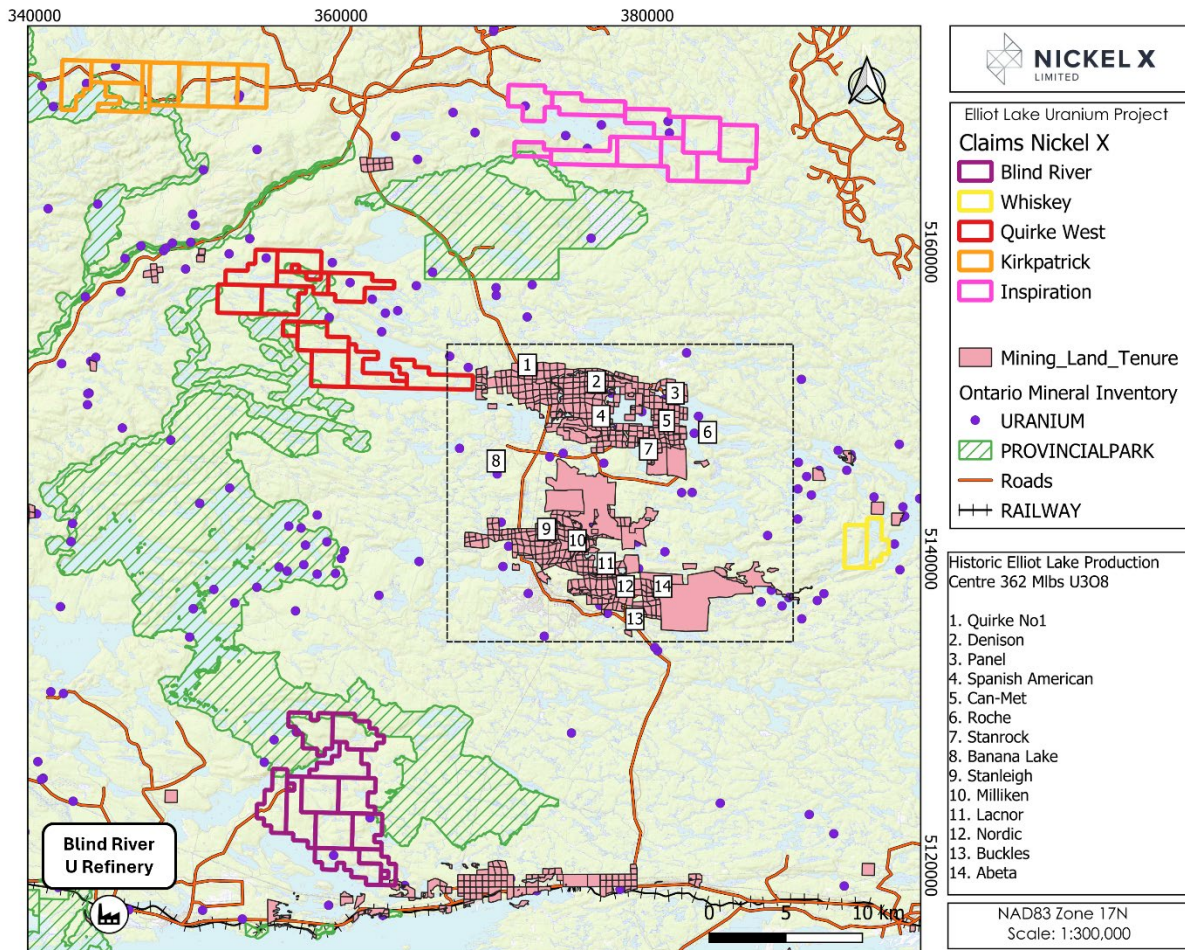 340000
360000
380000
5160000
5140000
5120000
1
2
3
4
5
6
7
8
9
10
11
12
14
13
Blind River
U Refinery
0 5 10 km
NICKEL X
LIMITED
Elliot Lake Uranium Project
Claims Nickel X
Blind River
Whiskey
Quirke West
Kirkpatrick
Inspiration
Mining_Land_Tenure
Ontario Mineral Inventory
URANIUM
PROVINCIALPARK
Roads
RAILWAY
Historic Elliot Lake Production
Centre 362 Mlbs U3O8
1. Quirke No1
2. Denison
3. Panel
4. Spanish American
5. Can-Met
6. Roche
7. Stanrock
8. Banana Lake
9. Stanleigh
10. Milliken
11. Lacnor
12. Nordic
13. Buckles
14. Abeta
NAD83 Zone 17N
Scale: 1:300,000